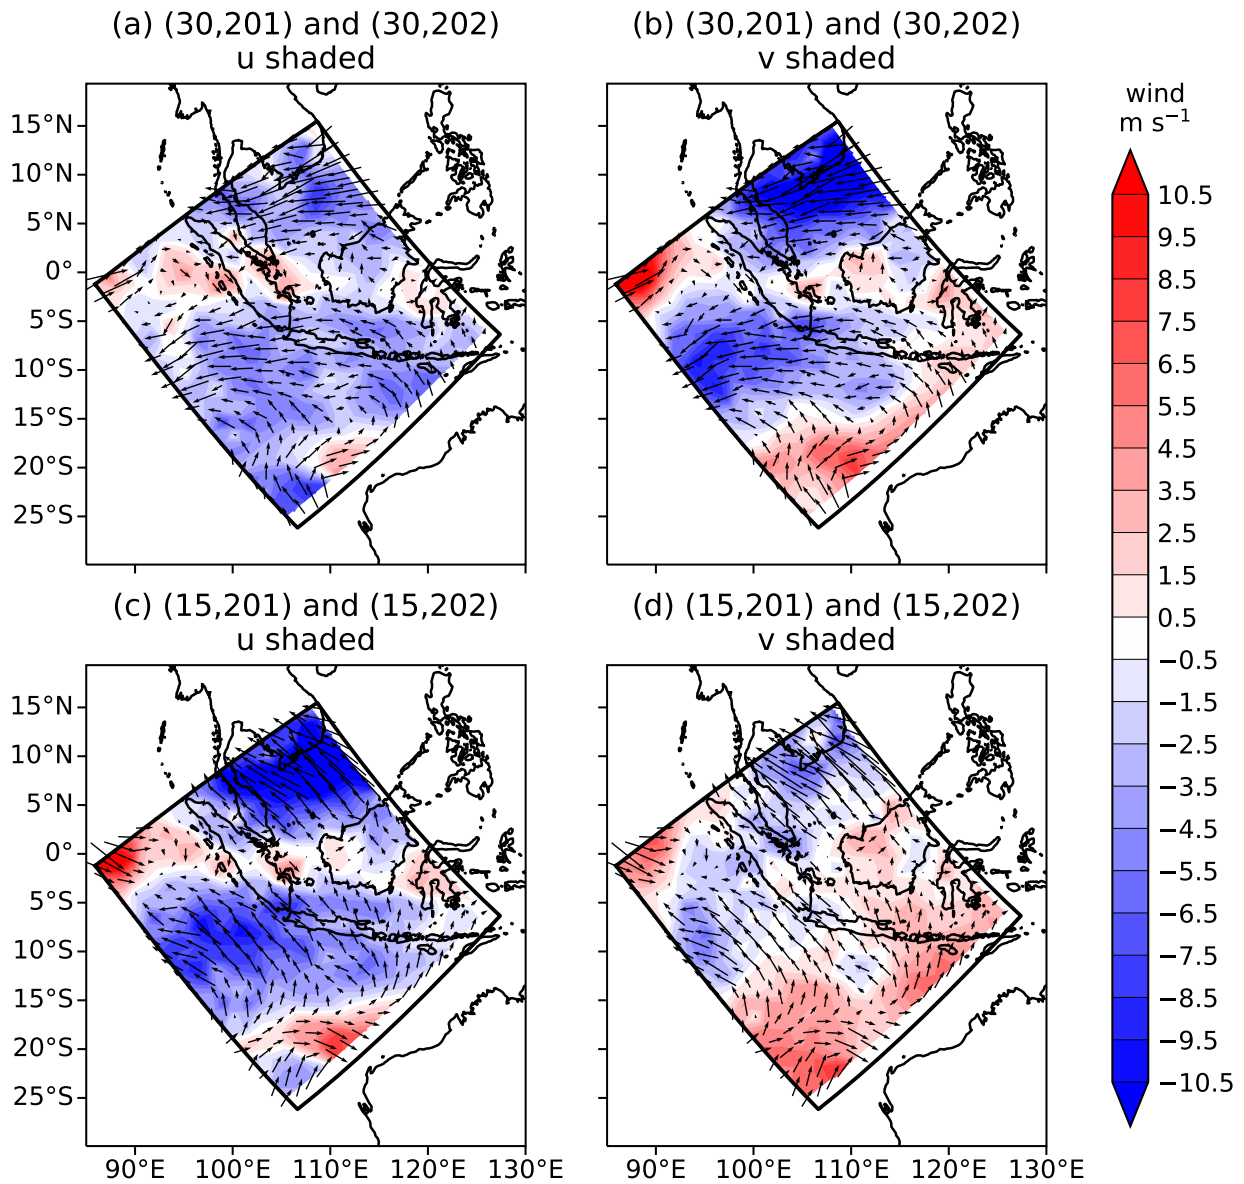 (a) (30,201) and (30,202)
u shaded
(b) (30,201) and (30,202)
v shaded
15°N
10°N
5°N
0°
5°S
10°S
15°S
20°S
25°S
(c) (15,201) and (15,202)
u shaded
(d) (15,201) and (15,202)
v shaded
15°N
10°N
5°N
0°
5°S
10°S
15°S
20°S
25°S
90°E 100°E 110°E 120°E 130°E
90°E 100°E 110°E 120°E 130°E
wind
m s⁻¹
10.5
9.5
8.5
7.5
6.5
5.5
4.5
3.5
2.5
1.5
0.5
−0.5
−1.5
−2.5
−3.5
−4.5
−5.5
−6.5
−7.5
−8.5
−9.5
−10.5